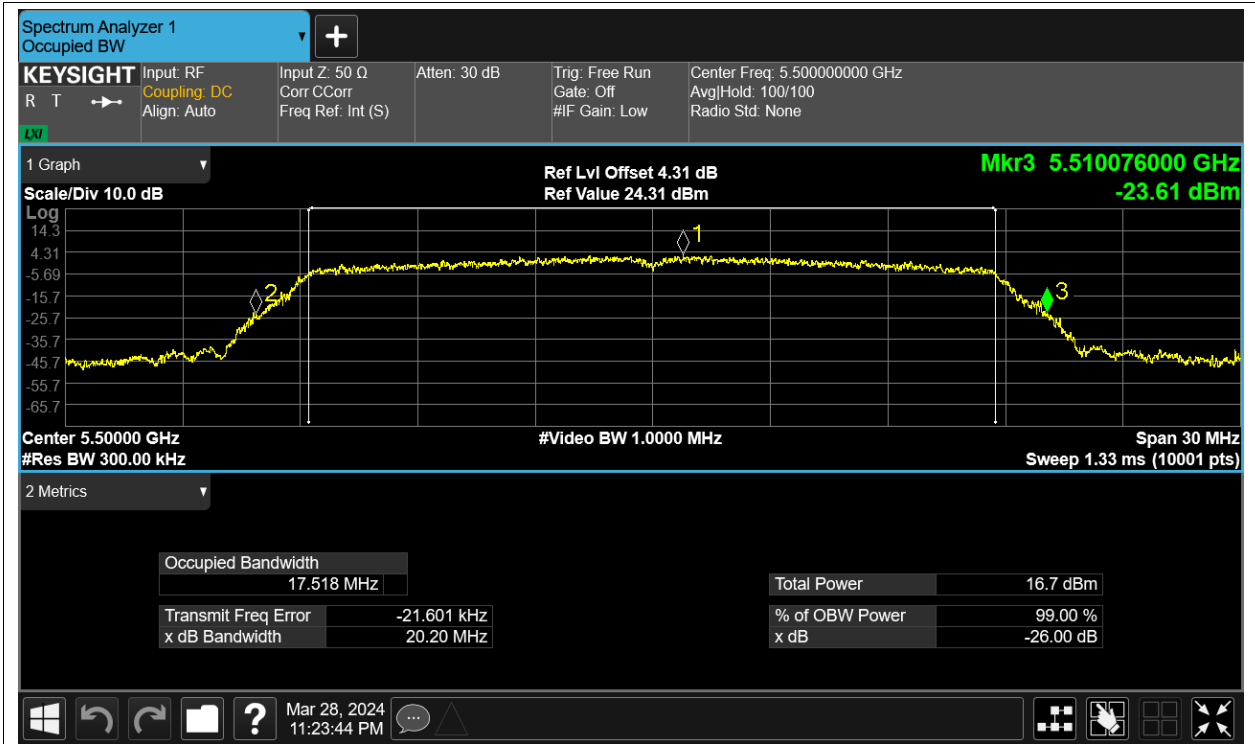 Spectrum Analyzer 1
Occupied BW
KEYSIGHT
R T
LXI
Input: RF
Coupling: DC
Align: Auto
Input Z: 50 Ω
Corr CCorr
Freq Ref: Int (S)
Atten: 30 dB
Trig: Free Run
Gate: Off
#IF Gain: Low
Center Freq: 5.500000000 GHz
Avg|Hold: 100/100
Radio Std: None
1 Graph
Scale/Div 10.0 dB
Ref Lvl Offset 4.31 dB
Ref Value 24.31 dBm
Mkr3 5.510076000 GHz
-23.61 dBm
Log
14.3
4.31
-5.69
-15.7
-25.7
-35.7
-45.7
-55.7
-65.7
1
2
3
Center 5.50000 GHz
#Res BW 300.00 kHz
#Video BW 1.0000 MHz
Span 30 MHz
Sweep 1.33 ms (10001 pts)
2 Metrics
Occupied Bandwidth
17.518 MHz
Transmit Freq Error -21.601 kHz
x dB Bandwidth 20.20 MHz
Total Power 16.7 dBm
% of OBW Power 99.00 %
x dB -26.00 dB
?
Mar 28, 2024
11:23:44 PM